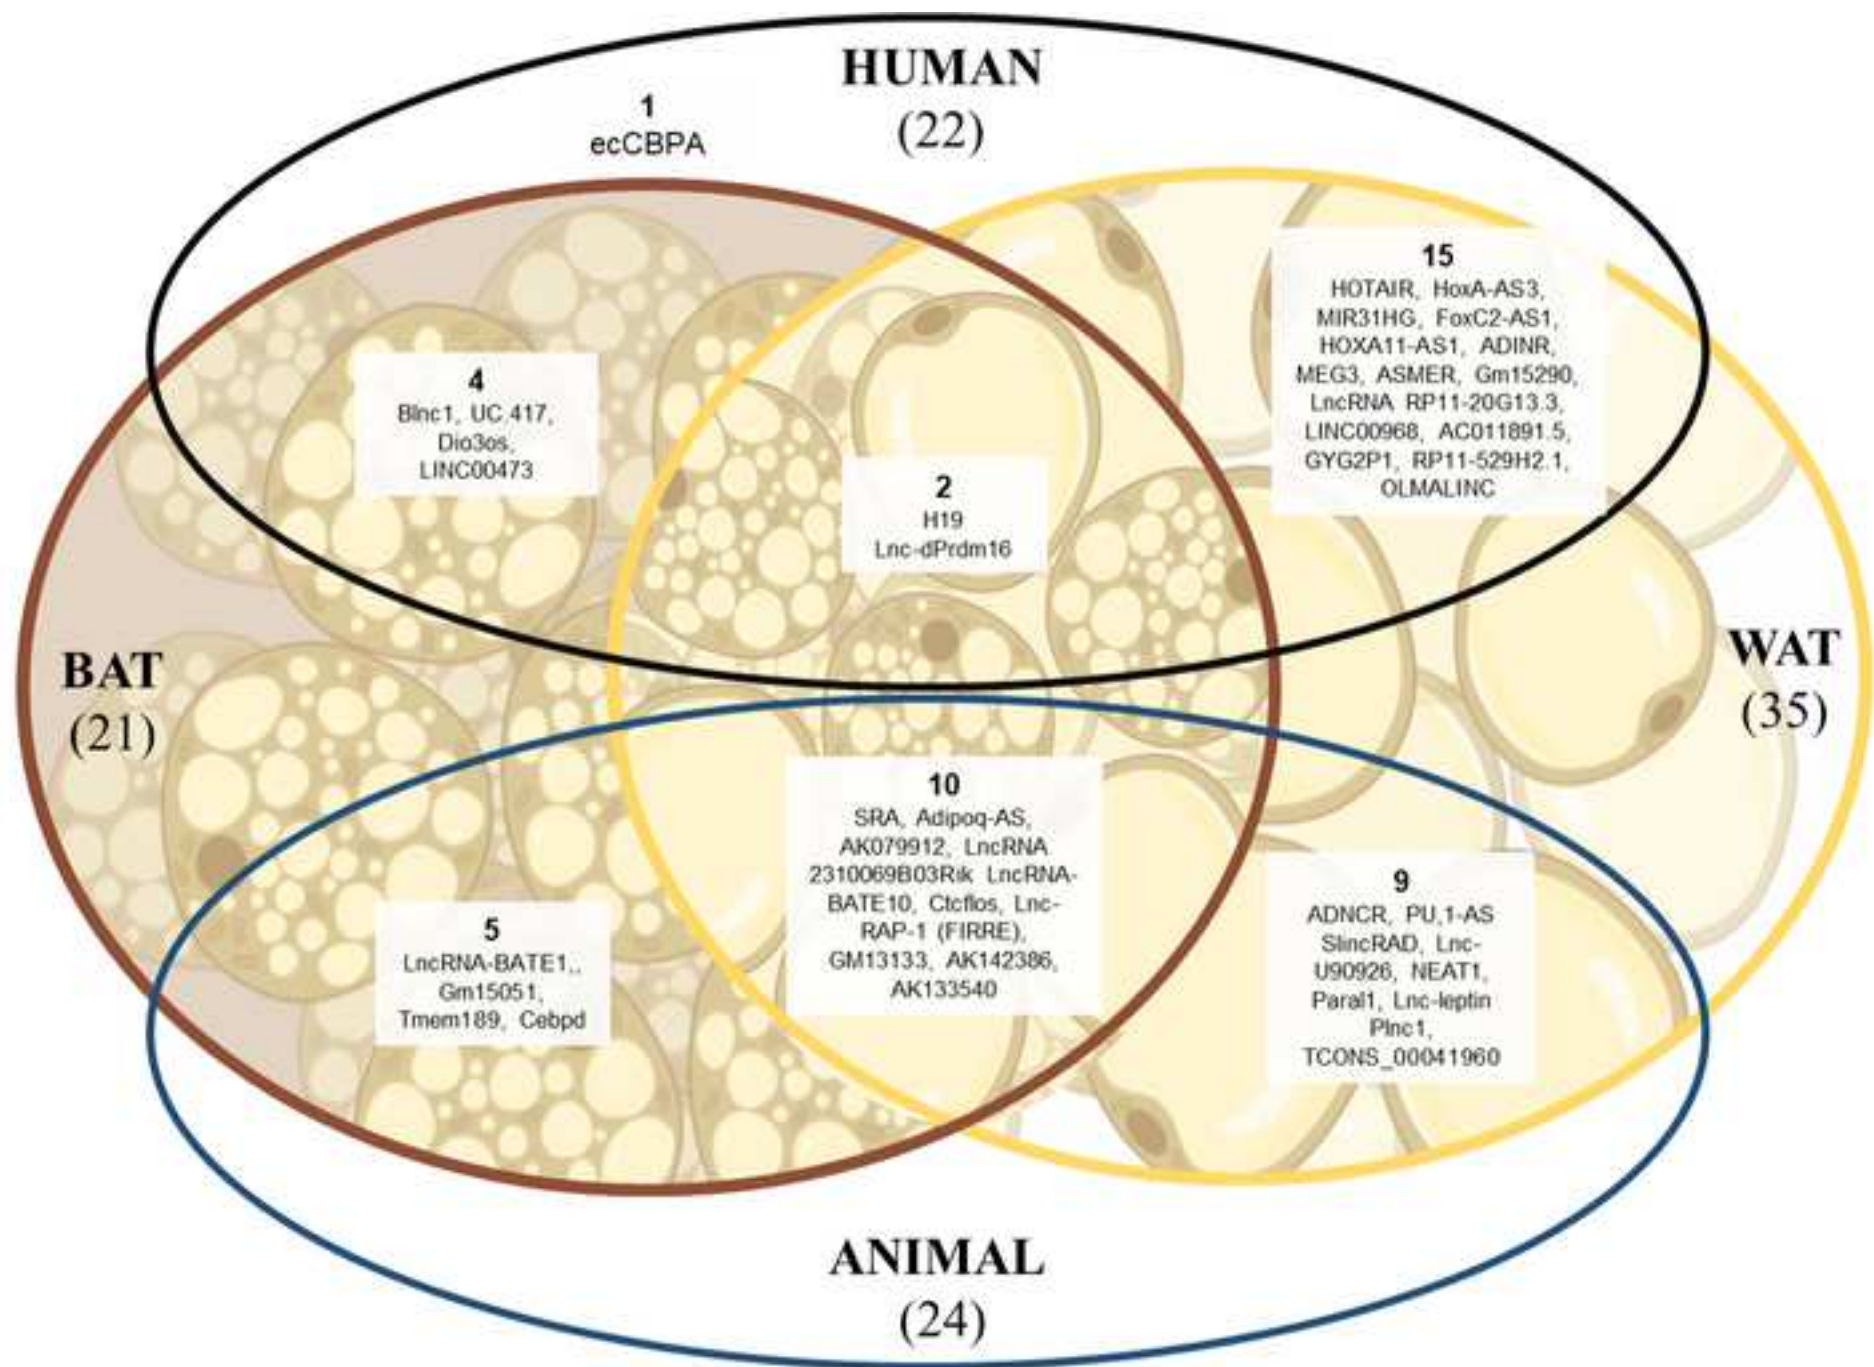 HUMAN
(22)
1
ecCBPA
15
HOTAIR, HoxA-AS3,
MIR31HG, FoxC2-AS1,
HOXA11-AS1, ADINR,
MEG3, ASMER, Gm15290,
LncRNA RP11-20G13.3,
LINC00968, AC011891.5,
GYG2P1, RP11-529H2.1,
OLMALINC
4
Blnc1, UC.417,
Dio3os,
LINC00473
2
H19
Lnc-dPrdm16
BAT
(21)
WAT
(35)
10
SRA, Adipoq-AS,
AK079912, LncRNA
2310069B03Rik LncRNA-
BATE10, Ctcflos, Lnc-
RAP-1 (FIRRE),
GM13133, AK142386,
AK133540
9
ADNCR, PU.1-AS
SlincRAD, Lnc-
U90926, NEAT1,
Paral1, Lnc-leptin
Plnc1,
TCONS_00041960
5
LncRNA-BATE1,,
Gm15051,
Tmem189, Cebpd
ANIMAL
(24)